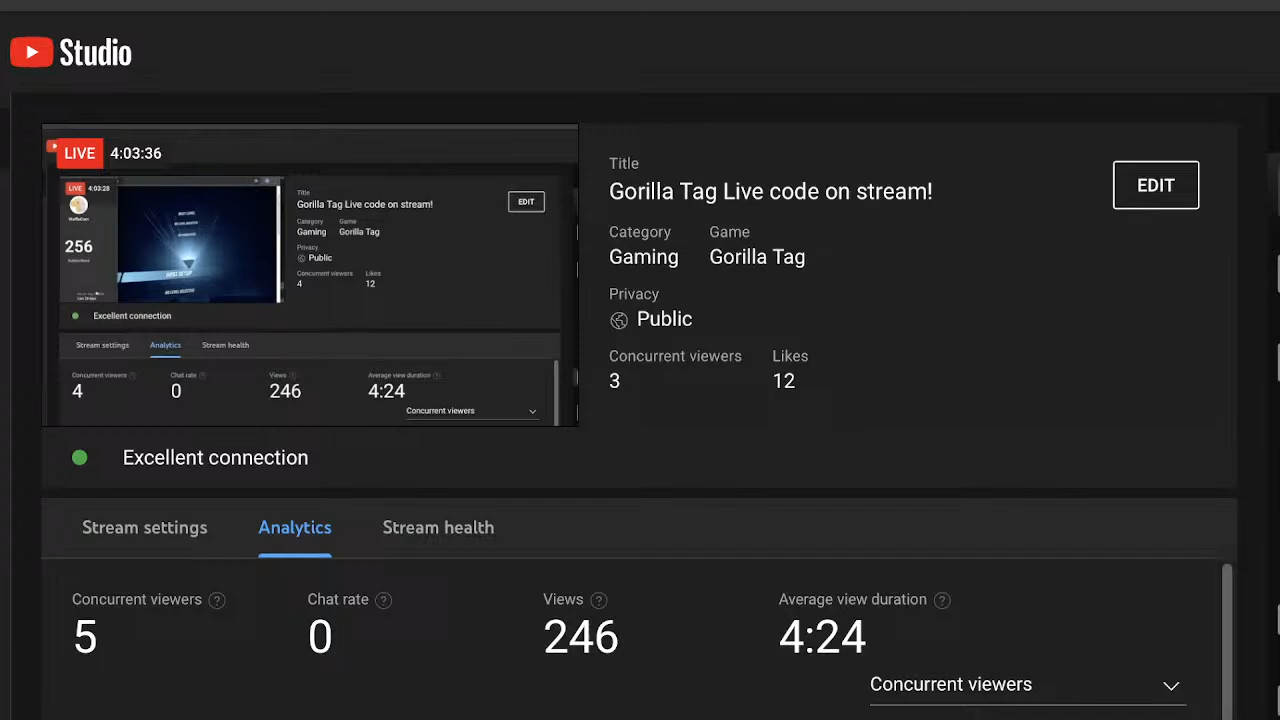 Studio
LIVE 4:03:36
LIVE 4:03:28
256
Title
Gorilla Tag Live code on stream!
EDIT
Category Game
Gaming Gorilla Tag
Privacy
Public
Concurrent viewers Likes
4 12
Excellent connection
Stream settings Analytics Stream health
Concurrent viewers Chat rate Views Average view duration
4 0 246 4:24
Concurrent viewers
Title
Gorilla Tag Live code on stream!
EDIT
Category Game
Gaming Gorilla Tag
Privacy
Public
Concurrent viewers Likes
3 12
Excellent connection
Stream settings Analytics Stream health
Concurrent viewers ? Chat rate ? Views ? Average view duration ?
5 0 246 4:24
Concurrent viewers